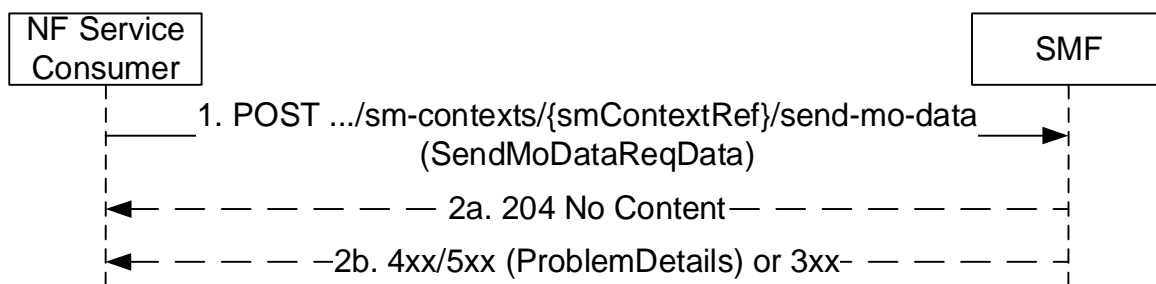 NF Service
Consumer
SMF
1. POST .../sm-contexts/{smContextRef}/send-mo-data
(SendMoDataReqData)
2a. 204 No Content
2b. 4xx/5xx (ProblemDetails) or 3xx